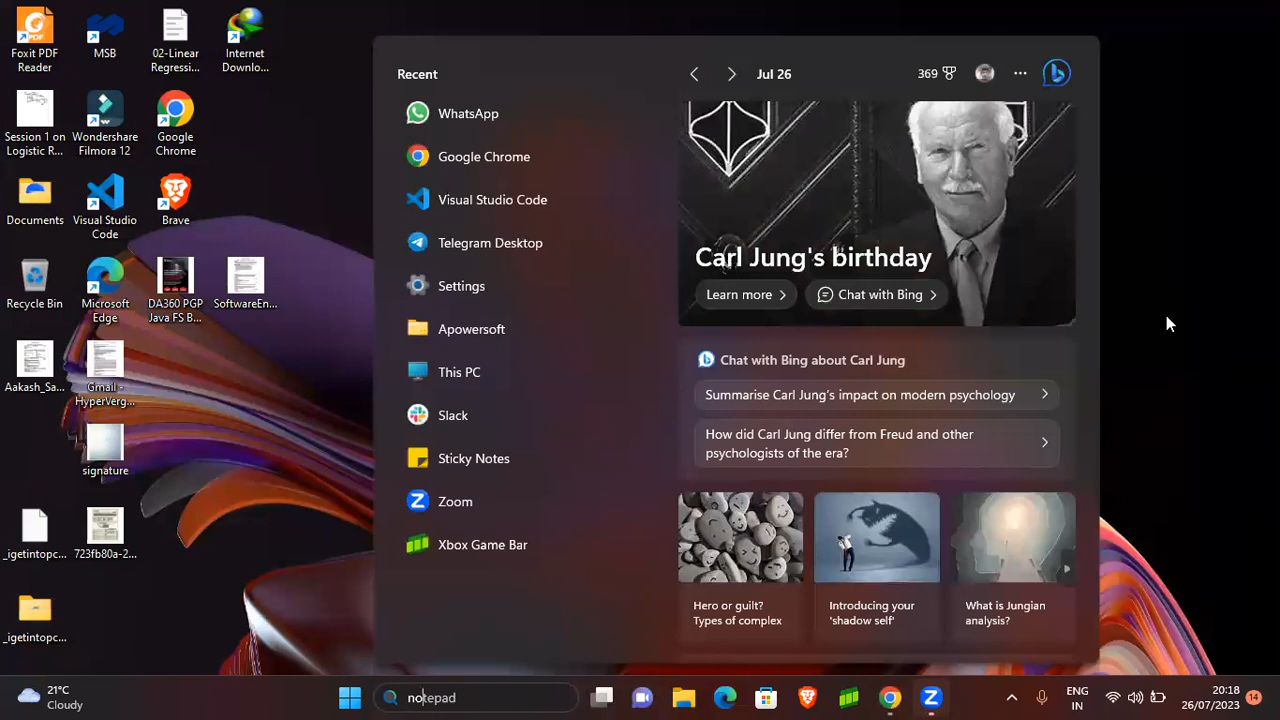 Foxit PDF
Reader
MSB
02-Linear
Regressi...
Internet
Downlo...
Session 1 on
Logistic R...
Wondershare
Filmora 12
Google
Chrome
Documents
Visual Studio
Code
Brave
Recycle Bin
Microsoft
Edge
DA360 PGP
Java FS B...
SoftwareEn...
Aakash_Sa...
Gmail -
HyperVerg...
signature
_igetintopc...
723fb80a-2...
_igetintopc...
Recent
WhatsApp
Google Chrome
Visual Studio Code
Telegram Desktop
Settings
Apowersoft
This PC
Slack
Sticky Notes
Zoom
Xbox Game Bar
Jul 26
369
Carl Jung's birthday
Learn more
Chat with Bing
Chat with Bing about Carl Jung
Summarise Carl Jung's impact on modern psychology
How did Carl Jung differ from Freud and other
psychologists of the era?
Hero or guilt?
Types of complex
Introducing your
'shadow self'
What is Jungian
analysis?
21°C
Cloudy
notepad
ENG
IN
20:18
26/07/2023
14